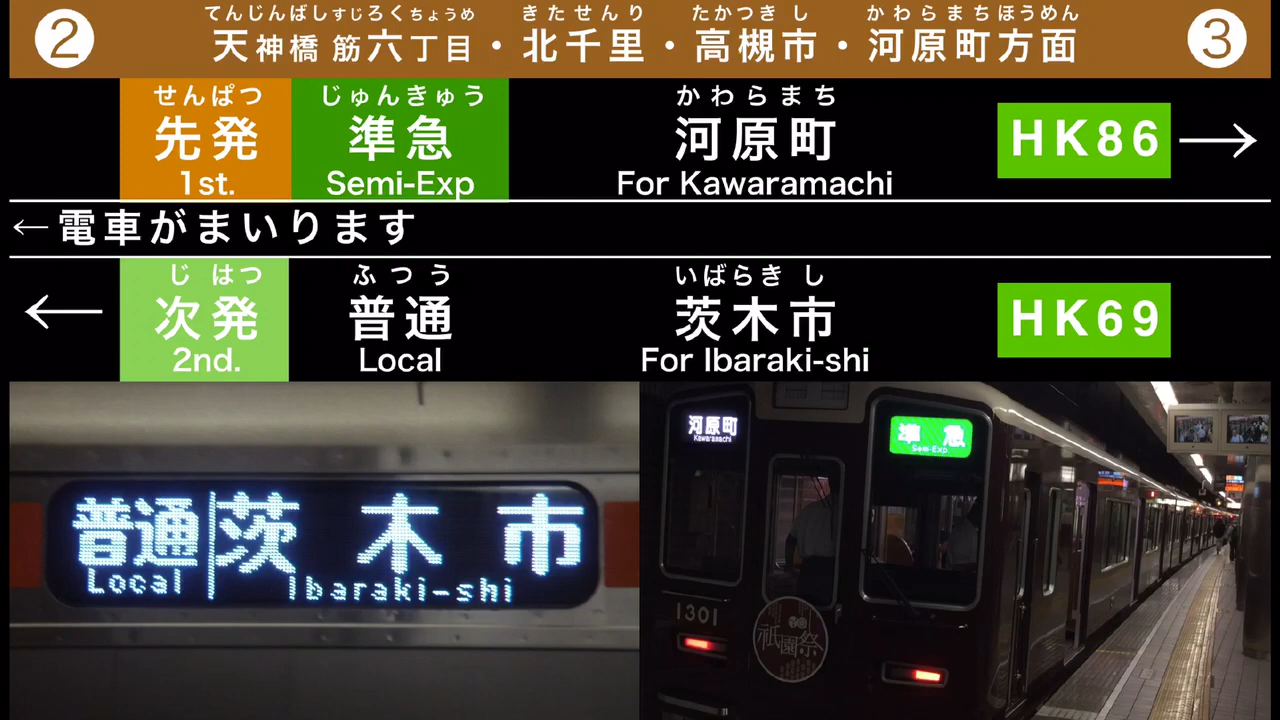 ②
てんじんばしすじろくちょうめ きたせんり たかつき し かわらまちほうめん
天神橋筋六丁目・北千里・高槻市・河原町方面
③
せんぱつ じゅんきゅう かわらまち
先発 準急 河原町 HK86→
1st. Semi-Exp For Kawaramachi
←電車がまいります
じ はつ ふつう いばらき し
← 次発 普通 茨木市 HK69
2nd. Local For Ibaraki-shi
普通 茨木市
Local Ibaraki-shi
河原町
Kawaramachi
準急
Semi-Exp
1301
祇園祭